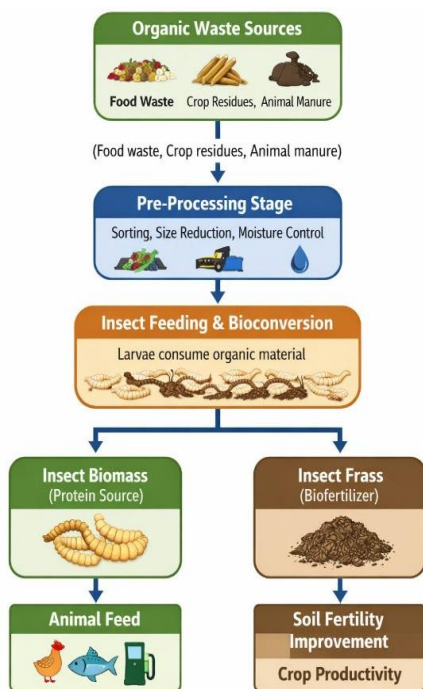 Organic Waste Sources
Food Waste
Crop Residues, Animal Manure
(Food waste, Crop residues, Animal manure)
Pre-Processing Stage
Sorting, Size Reduction, Moisture Control
Insect Feeding & Bioconversion
Larvae consume organic material
Insect Biomass
(Protein Source)
Insect Frass
(Biofertilizer)
Animal Feed
Soil Fertility
Improvement
Crop Productivity